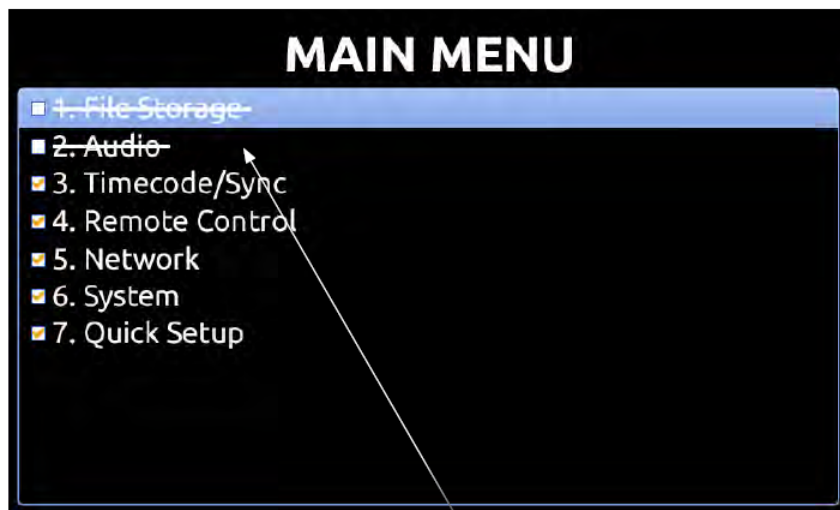 MAIN MENU
1. File Storage
2. Audio
3. Timecode/Sync
4. Remote Control
5. Network
6. System
7. Quick Setup